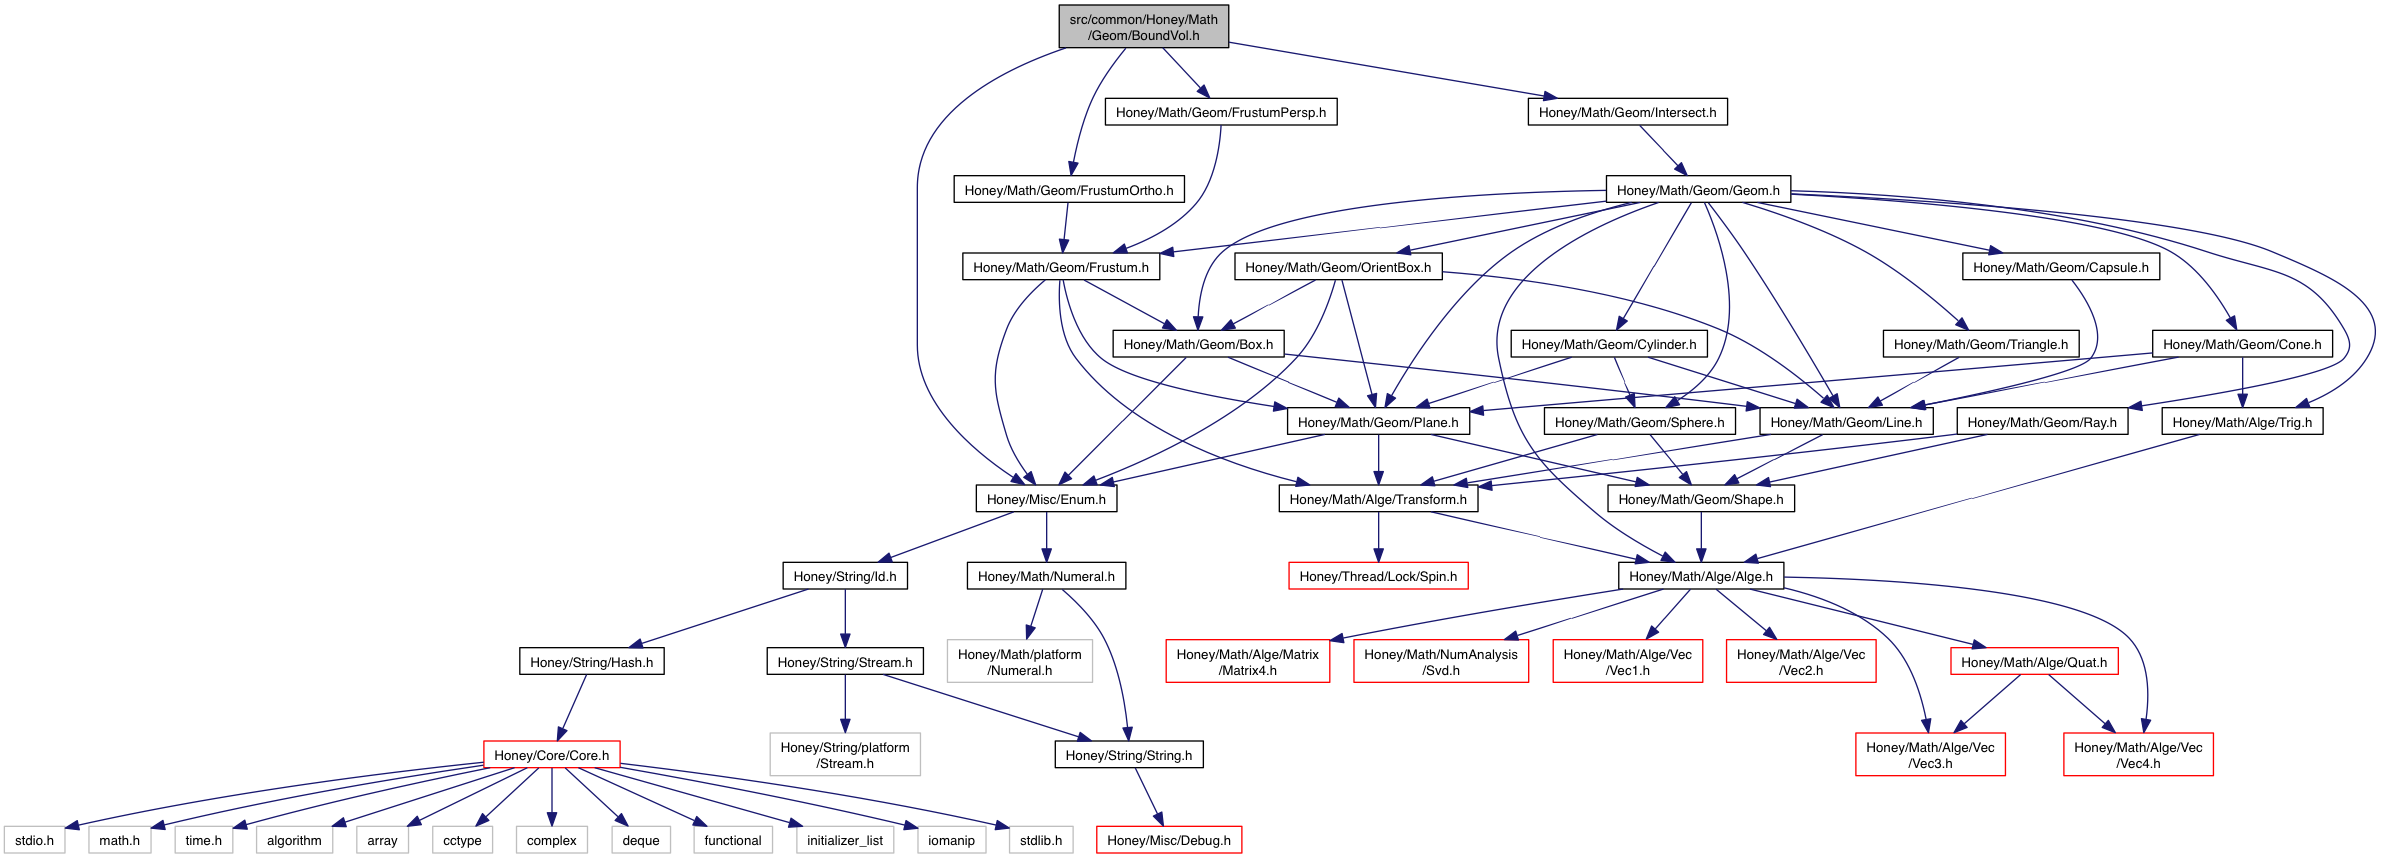 src/common/Honey/Math
/Geom/BoundVol.h
Honey/Math/Geom/FrustumPersp.h
Honey/Math/Geom/Intersect.h
Honey/Math/Geom/FrustumOrtho.h
Honey/Math/Geom/Geom.h
Honey/Math/Geom/Frustum.h
Honey/Math/Geom/OrientBox.h
Honey/Math/Geom/Capsule.h
Honey/Math/Geom/Box.h
Honey/Math/Geom/Cylinder.h
Honey/Math/Geom/Triangle.h
Honey/Math/Geom/Cone.h
Honey/Math/Geom/Plane.h
Honey/Math/Geom/Sphere.h
Honey/Math/Geom/Line.h
Honey/Math/Geom/Ray.h
Honey/Math/Alge/Trig.h
Honey/Misc/Enum.h
Honey/Math/Alge/Transform.h
Honey/Math/Geom/Shape.h
Honey/String/Id.h
Honey/Math/Numeral.h
Honey/Thread/Lock/Spin.h
Honey/Math/Alge/Alge.h
Honey/String/Hash.h
Honey/String/Stream.h
Honey/Math/platform
/Numeral.h
Honey/Math/Alge/Matrix
/Matrix4.h
Honey/Math/NumAnalysis
/Svd.h
Honey/Math/Alge/Vec
/Vec1.h
Honey/Math/Alge/Vec
/Vec2.h
Honey/Math/Alge/Quat.h
Honey/Core/Core.h
Honey/String/platform
/Stream.h
Honey/String/String.h
Honey/Math/Alge/Vec
/Vec3.h
Honey/Math/Alge/Vec
/Vec4.h
stdio.h
math.h
time.h
algorithm
array
cctype
complex
deque
functional
initializer_list
iomanip
stdlib.h
Honey/Misc/Debug.h